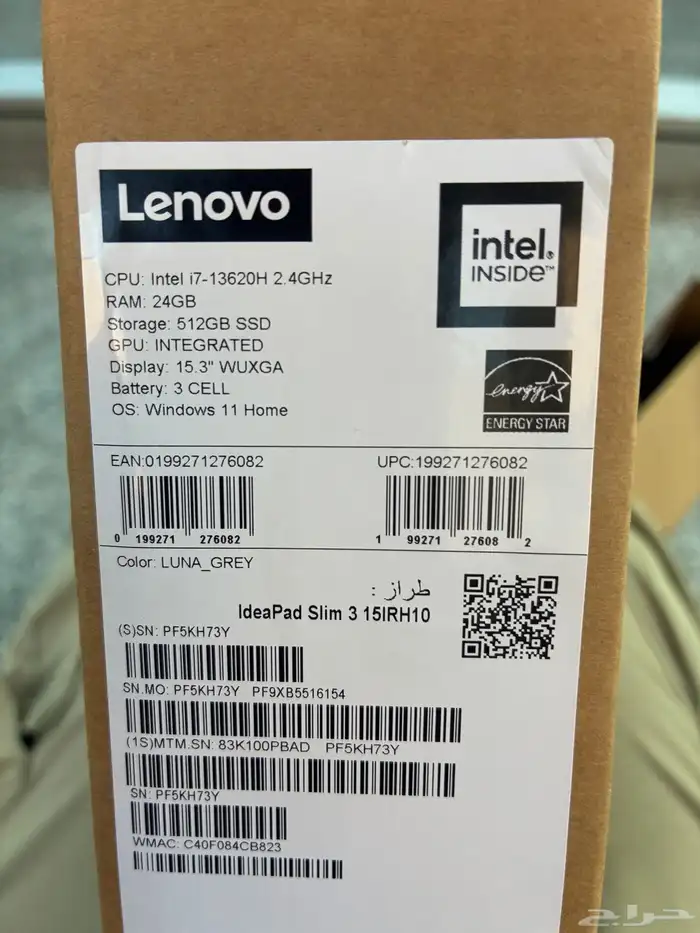 Lenovo
intel.
INSIDE™
CPU: Intel i7-13620H 2.4GHz
RAM: 24GB
Storage: 512GB SSD
GPU: INTEGRATED
Display: 15.3" WUXGA
Battery: 3 CELL
OS: Windows 11 Home
energy
ENERGY STAR
EAN:0199271276082
UPC:199271276082
0 199271 276082
1 99271 27608 2
Color: LUNA_GREY
طراز :
IdeaPad Slim 3 15IRH10
(S)SN: PF5KH73Y
SN.MO: PF5KH73Y PF9XB5516154
(1S)MTM.SN: 83K100PBAD PF5KH73Y
SN: PF5KH73Y
WMAC: C40F084CB823
حراج